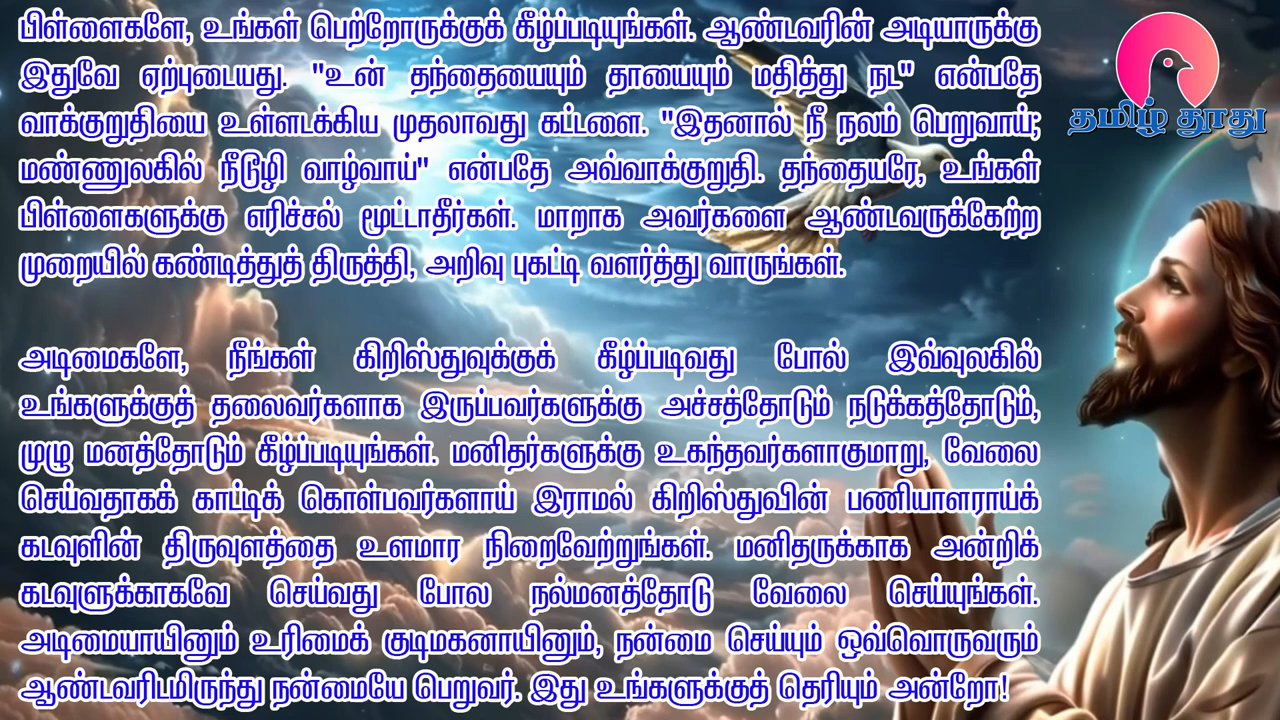 பிள்ளைகளே, உங்கள் பெற்றோருக்குக் கீழ்ப்படியுங்கள். ஆண்டவரின் அடியாருக்கு
இதுவே ஏற்புடையது. "உன் தந்தையையும் தாயையும் மதித்து நட" என்பதே
வாக்குறுதியை உள்ளடக்கிய முதலாவது கட்டளை. "இதனால் நீ நலம் பெறுவாய்;
மண்ணுலகில் நீடூழி வாழ்வாய்" என்பதே அவ்வாக்குறுதி. தந்தையரே, உங்கள்
பிள்ளைகளுக்கு எரிச்சல் மூட்டாதீர்கள். மாறாக அவர்களை ஆண்டவருக்கேற்ற
முறையில் கண்டித்துத் திருத்தி, அறிவு புகட்டி வளர்த்து வாருங்கள்.
அடிமைகளே, நீங்கள் கிறிஸ்துவுக்குக் கீழ்ப்படிவது போல் இவ்வுலகில்
உங்களுக்குத் தலைவர்களாக இருப்பவர்களுக்கு அச்சத்தோடும் நடுக்கத்தோடும்,
முழு மனத்தோடும் கீழ்ப்படியுங்கள். மனிதர்களுக்கு உகந்தவர்களாகுமாறு, வேலை
செய்வதாகக் காட்டிக் கொள்பவர்களாய் இராமல் கிறிஸ்துவின் பணியாளராய்க்
கடவுளின் திருவுளத்தை உளமார நிறைவேற்றுங்கள். மனிதருக்காக அன்றிக்
கடவுளுக்காகவே செய்வது போல நல்மனத்தோடு வேலை செய்யுங்கள்.
அடிமையாயினும் உரிமைக் குடிமகனாயினும், நன்மை செய்யும் ஒவ்வொருவரும்
ஆண்டவரிடமிருந்து நன்மையே பெறுவர். இது உங்களுக்குத் தெரியும் அன்றோ!
தமிழ் தூது